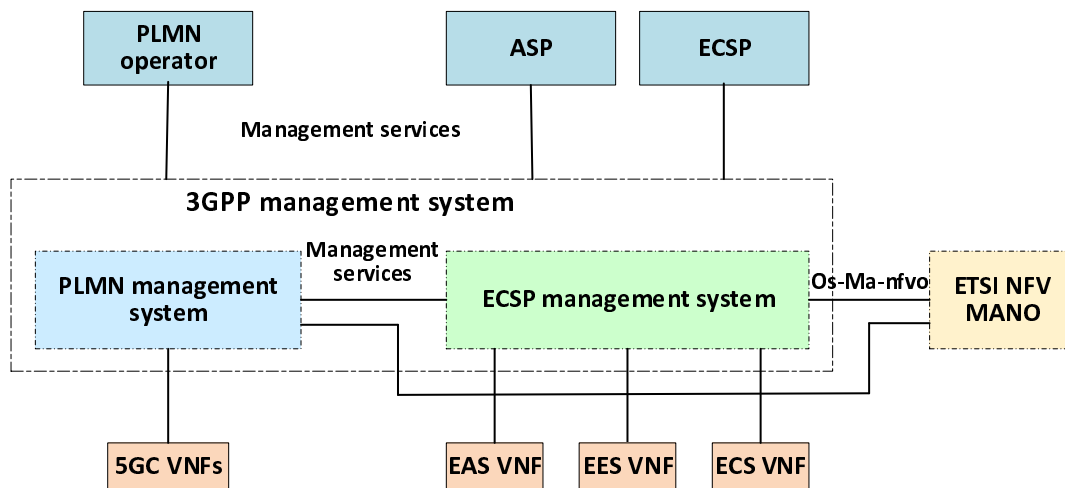 PLMN
operator
ASP
ECSP
Management services
3GPP management system
Management
services
PLMN management
system
ECSP management system
Os-Ma-nfvo
ETSI NFV
MANO
5GC VNFs
EAS VNF
EES VNF
ECS VNF